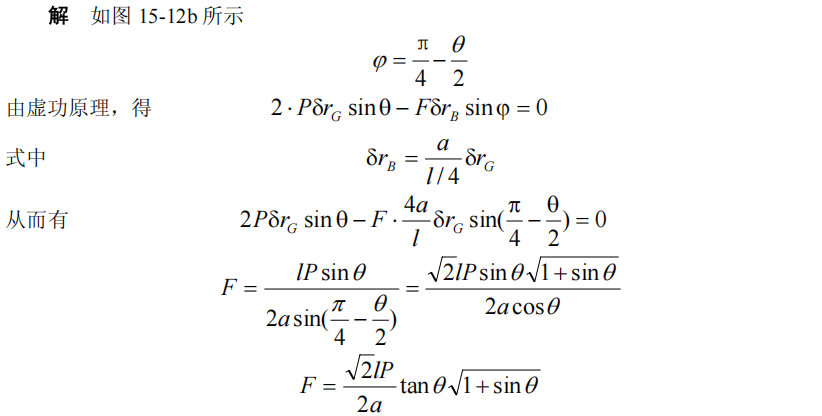 解 如图 15-12b 所示
φ = π/4 − θ/2
由虚功原理，得 2 · Pδr_G sinθ − Fδr_B sinφ = 0
式中 δr_B = a/(l/4) δr_G
从而有 2Pδr_G sinθ − F · 4a/l δr_G sin(π/4 − θ/2) = 0
F = lP sinθ / (2a sin(π/4 − θ/2)) = √2 lP sinθ √(1+sinθ) / (2a cosθ)
F = √2 lP / (2a) tanθ √(1+sinθ)